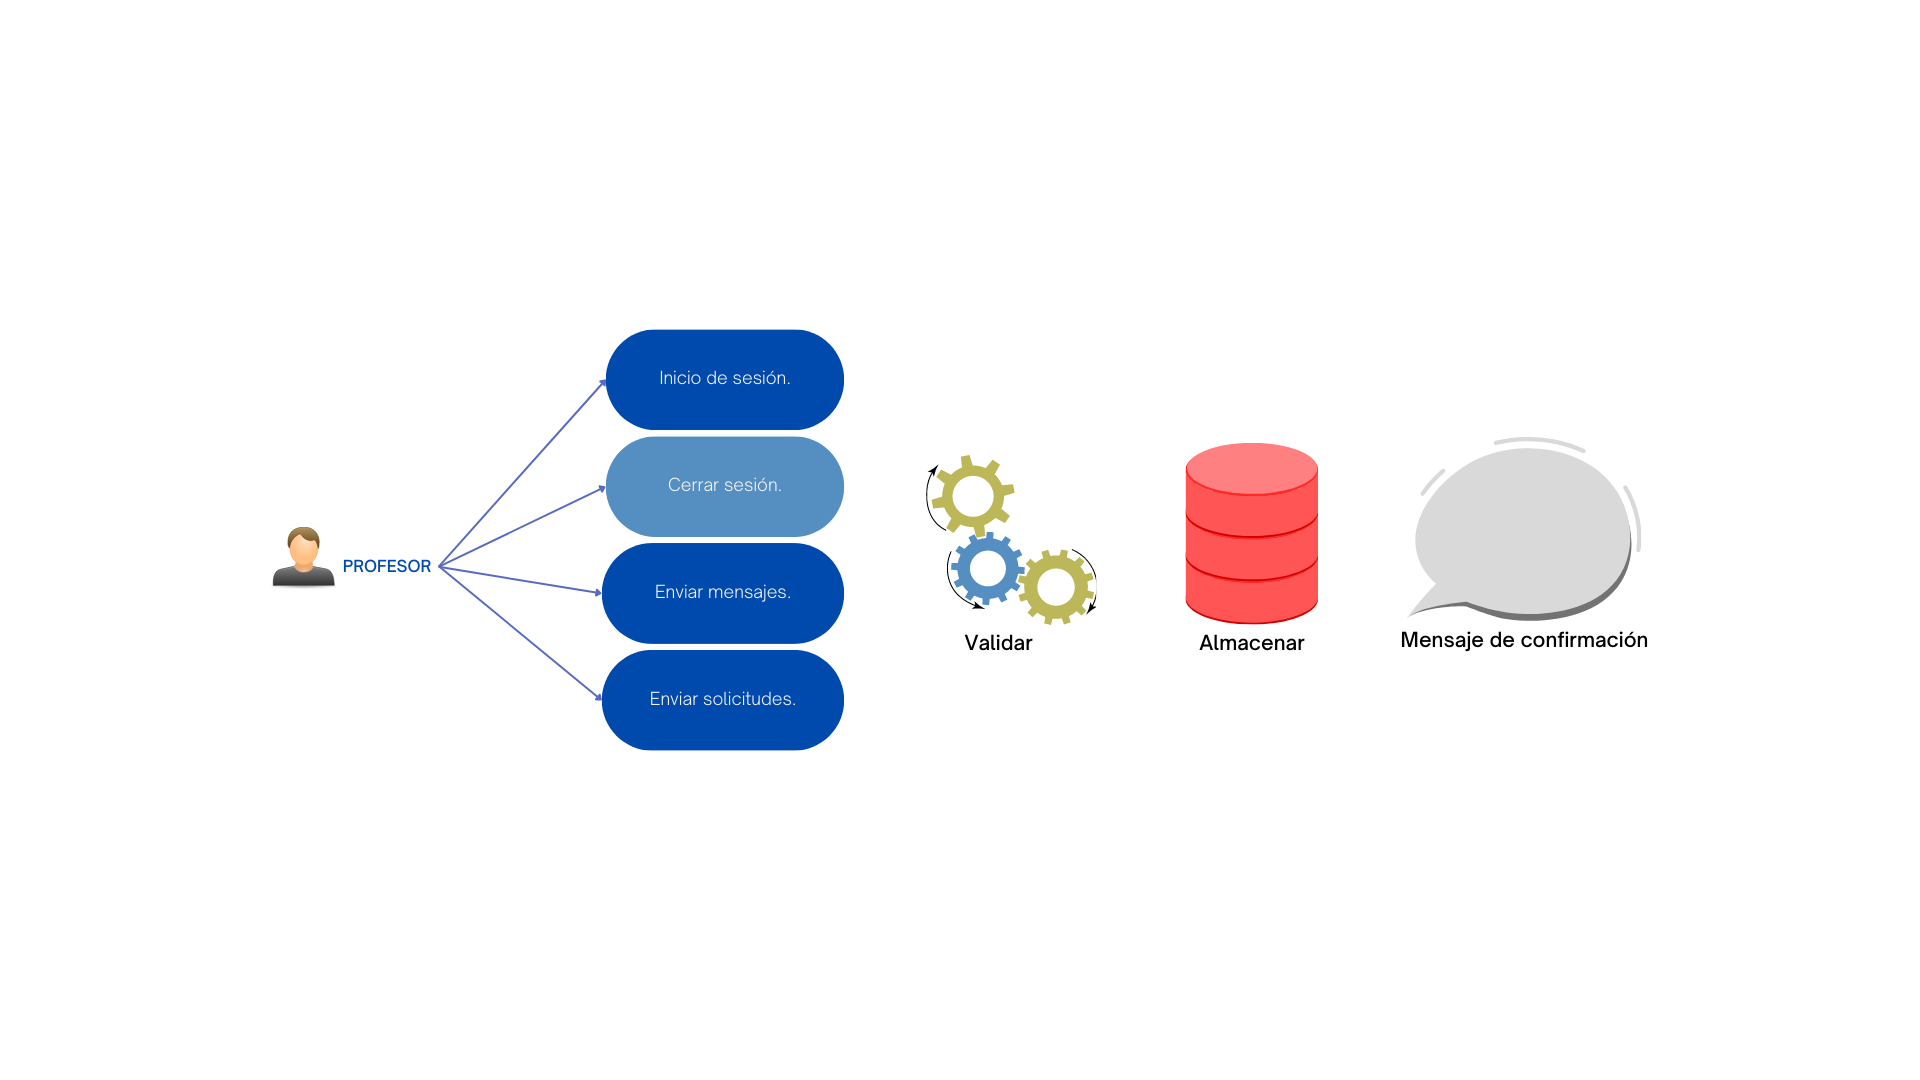 PROFESOR
Inicio de sesión.
Cerrar sesión.
Enviar mensajes.
Enviar solicitudes.
Validar
Almacenar
Mensaje de confirmación